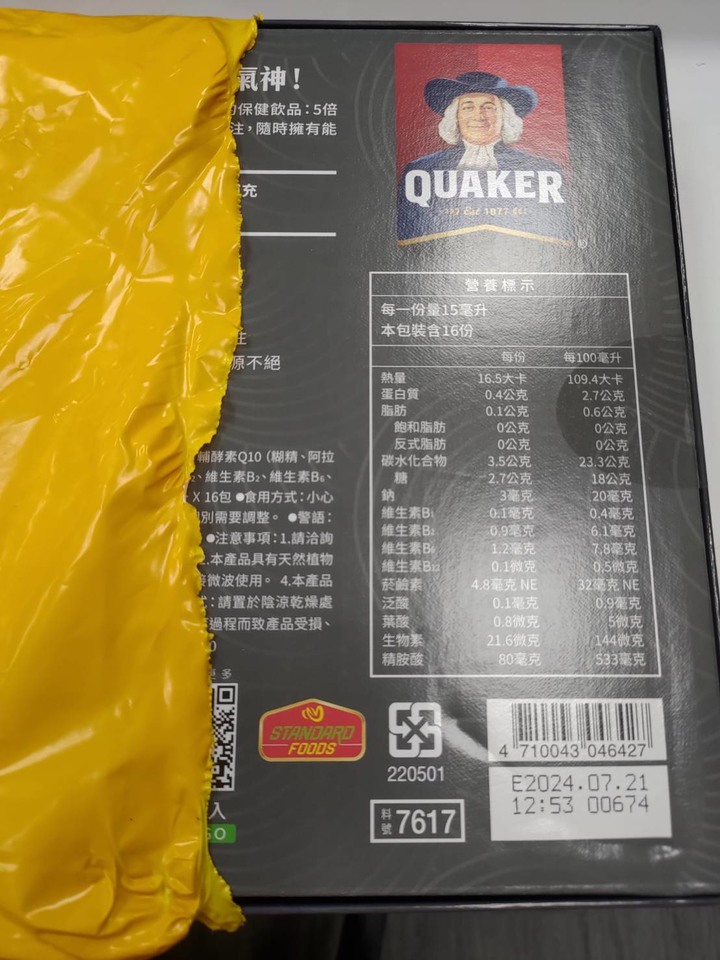 氣神！
保健飲品：5倍
注，隨時擁有能
充
源不絕
輔酵素Q10（糊精、阿拉
、維生素B₂、維生素B₆、
X 16包 ●食用方式：小心
別需要調整。 ●警語：
●注意事項：1.請洽詢
.本產品具有天然植物
微波使用。 4.本產品
：請置於陰涼乾燥處
過程而致產品受損、
更多
入
QUAKER
Est 1877
®
營養標示
每一份量15毫升
本包裝含16份
每份 每100毫升
熱量 16.5大卡 109.4大卡
蛋白質 0.4公克 2.7公克
脂肪 0.1公克 0.6公克
飽和脂肪 0公克 0公克
反式脂肪 0公克 0公克
碳水化合物 3.5公克 23.3公克
糖 2.7公克 18公克
鈉 3毫克 20毫克
維生素B₁ 0.1毫克 0.4毫克
維生素B₂ 0.9毫克 6.1毫克
維生素B₆ 1.2毫克 7.8毫克
維生素B₁₂ 0.1微克 0.5微克
菸鹼素 4.8毫克 NE 32毫克 NE
泛酸 0.1毫克 0.9毫克
葉酸 0.8微克 5微克
生物素 21.6微克 144微克
精胺酸 80毫克 533毫克
STANDARD
FOODS
220501
料號 7617
4 710043 046427
E2024.07.21
12:53 00674